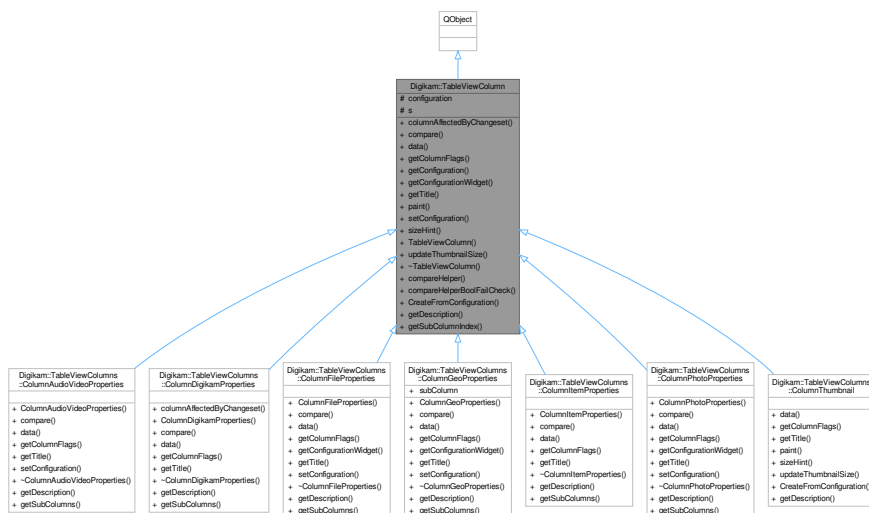 QObject
Digikam::TableViewColumn
# configuration
# s
+ columnAffectedByChangeset()
+ compare()
+ data()
+ getColumnFlags()
+ getConfiguration()
+ getConfigurationWidget()
+ getTitle()
+ paint()
+ setConfiguration()
+ sizeHint()
+ TableViewColumn()
+ updateThumbnailSize()
+ ~TableViewColumn()
+ compareHelper()
+ compareHelperBoolFailCheck()
+ CreateFromConfiguration()
+ getDescription()
+ getSubColumnIndex()
Digikam::TableViewColumns
::ColumnAudioVideoProperties
+ ColumnAudioVideoProperties()
+ compare()
+ data()
+ getColumnFlags()
+ getTitle()
+ setConfiguration()
+ ~ColumnAudioVideoProperties()
+ getDescription()
+ getSubColumns()
Digikam::TableViewColumns
::ColumnDigikamProperties
+ columnAffectedByChangeset()
+ ColumnDigikamProperties()
+ compare()
+ data()
+ getColumnFlags()
+ getTitle()
+ ~ColumnDigikamProperties()
+ getDescription()
+ getSubColumns()
Digikam::TableViewColumns
::ColumnFileProperties
+ ColumnFileProperties()
+ compare()
+ data()
+ getColumnFlags()
+ getConfigurationWidget()
+ getTitle()
+ setConfiguration()
+ ~ColumnFileProperties()
+ getDescription()
+ getSubColumns()
Digikam::TableViewColumns
::ColumnGeoProperties
+ subColumn
+ ColumnGeoProperties()
+ compare()
+ data()
+ getColumnFlags()
+ getConfigurationWidget()
+ getTitle()
+ setConfiguration()
+ ~ColumnGeoProperties()
+ getDescription()
+ getSubColumns()
Digikam::TableViewColumns
::ColumnItemProperties
+ ColumnItemProperties()
+ compare()
+ data()
+ getColumnFlags()
+ getTitle()
+ ~ColumnItemProperties()
+ getDescription()
+ getSubColumns()
Digikam::TableViewColumns
::ColumnPhotoProperties
+ ColumnPhotoProperties()
+ compare()
+ data()
+ getColumnFlags()
+ getConfigurationWidget()
+ getTitle()
+ setConfiguration()
+ ~ColumnPhotoProperties()
+ getDescription()
+ getSubColumns()
Digikam::TableViewColumns
::ColumnThumbnail
+ data()
+ getColumnFlags()
+ getTitle()
+ paint()
+ sizeHint()
+ updateThumbnailSize()
+ CreateFromConfiguration()
+ getDescription()